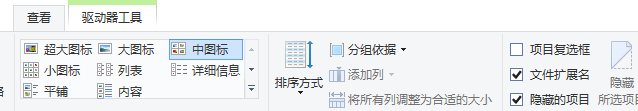 查看 驱动器工具
超大图标 大图标 中图标
小图标 列表 详细信息
平铺 内容
排序方式
分组依据
添加列
将所有列调整为合适的大小
项目复选框
文件扩展名
隐藏的项目
隐藏
所选项目